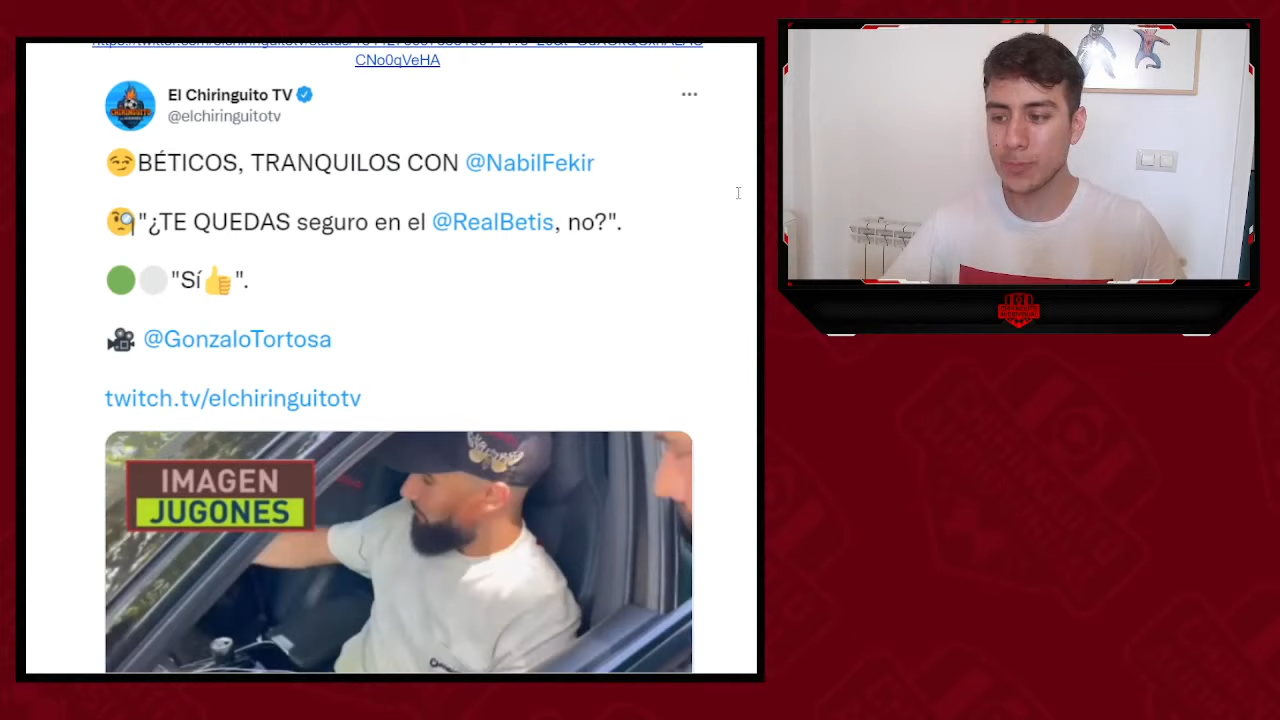 CNo0qVeHA
El Chiringuito TV
@elchiringuitotv
BÉTICOS, TRANQUILOS CON @NabilFekir
"¿TE QUEDAS seguro en el @RealBetis, no?".
"Sí👍".
@GonzaloTortosa
twitch.tv/elchiringuitotv
IMAGEN
JUGONES